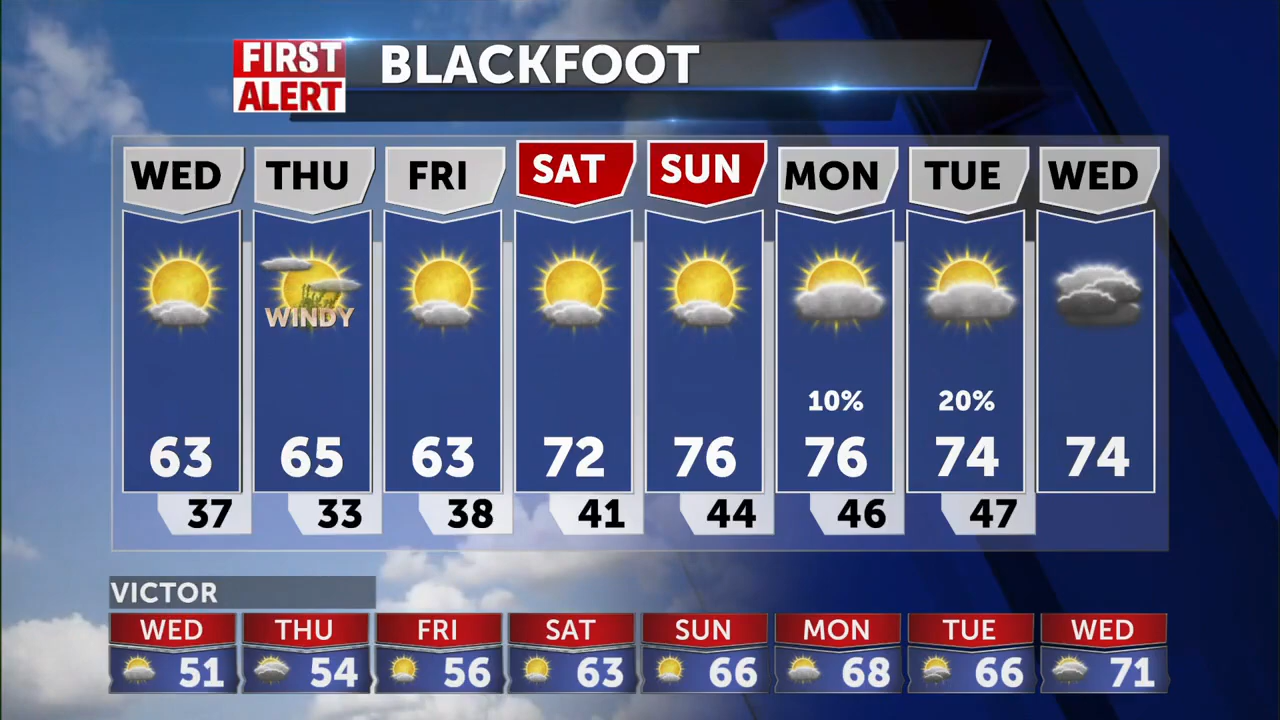 FIRST
ALERT
BLACKFOOT
WED THU FRI SAT SUN MON TUE WED
WINDY
10% 20%
63 65 63 72 76 76 74 74
37 33 38 41 44 46 47
VICTOR
WED THU FRI SAT SUN MON TUE WED
51 54 56 63 66 68 66 71